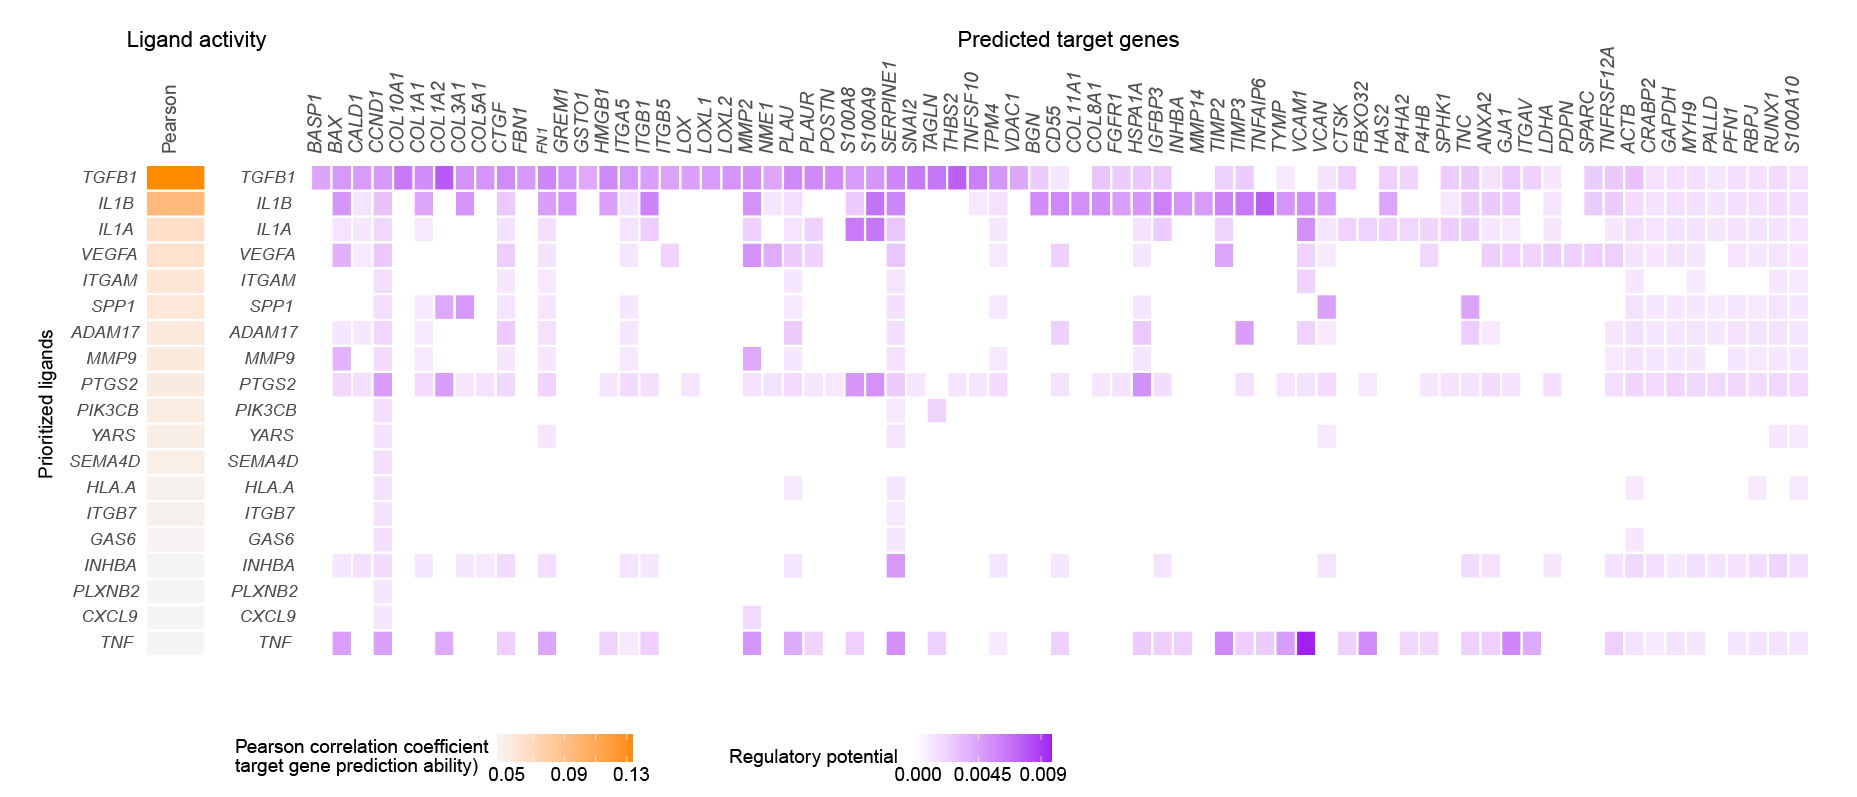 Ligand activity
Predicted target genes
Pearson
BASP1
BAX
CALD1
CCND1
COL10A1
COL1A1
COL1A2
COL3A1
COL5A1
CTGF
FBN1
FN1
GREM1
GSTO1
HMGB1
ITGA5
ITGB1
ITGB5
LOX
LOXL1
LOXL2
MMP2
NME1
PLAU
PLAUR
POSTN
S100A8
S100A9
SERPINE1
SNAI2
TAGLN
THBS2
TNFSF10
TPM4
VDAC1
BGN
CD55
COL11A1
COL8A1
FGFR1
HSPA1A
IGFBP3
INHBA
MMP14
TIMP2
TIMP3
TNFAIP6
TYMP
VCAM1
VCAN
CTSK
FBXO32
HAS2
P4HA2
P4HB
SPHK1
TNC
ANXA2
GJA1
ITGAV
LDHA
PDPN
SPARC
TNFRSF12A
ACTB
CRABP2
GAPDH
MYH9
PALLD
PFN1
RBPJ
RUNX1
S100A10
Prioritized ligands
TGFB1 TGFB1
IL1B IL1B
IL1A IL1A
VEGFA VEGFA
ITGAM ITGAM
SPP1 SPP1
ADAM17 ADAM17
MMP9 MMP9
PTGS2 PTGS2
PIK3CB PIK3CB
YARS YARS
SEMA4D SEMA4D
HLA.A HLA.A
ITGB7 ITGB7
GAS6 GAS6
INHBA INHBA
PLXNB2 PLXNB2
CXCL9 CXCL9
TNF TNF
Pearson correlation coefficient
target gene prediction ability)
0.05 0.09 0.13
Regulatory potential
0.000 0.0045 0.009